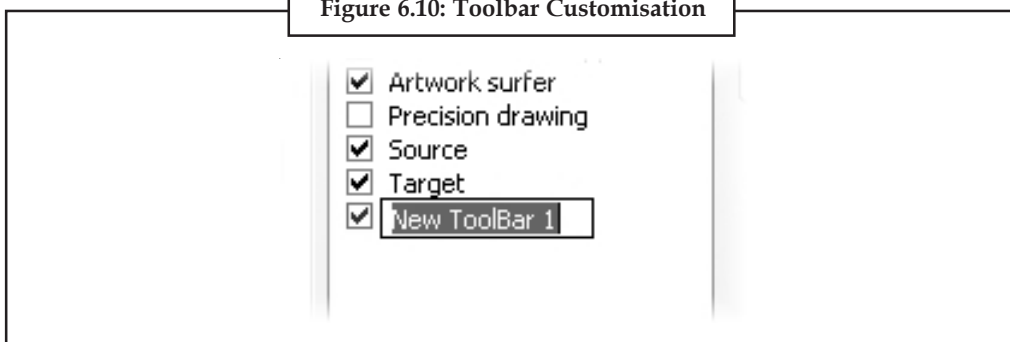 Figure 6.10: Toolbar Customisation
Artwork surfer
Precision drawing
Source
Target
New ToolBar 1